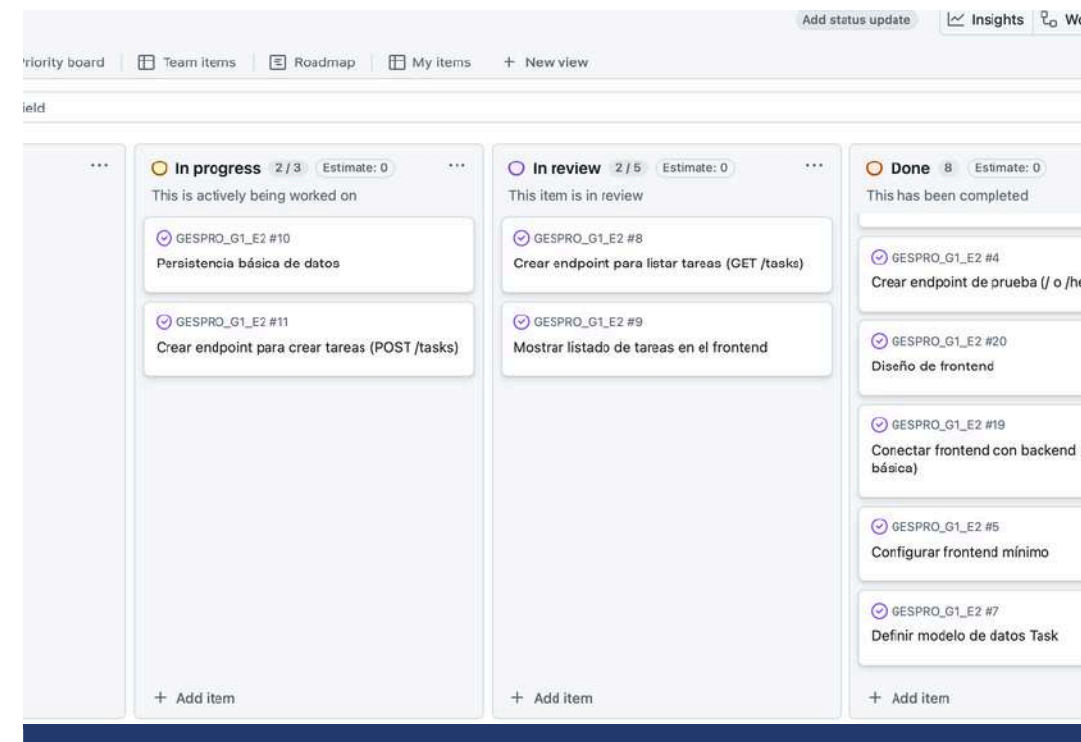 Add status update
Insights
riority board
Team items
Roadmap
My items
+ New view
ield
In progress 2 / 3 Estimate: 0
This is actively being worked on
GESPRO_G1_E2 #10
Persistencia básica de datos
GESPRO_G1_E2 #11
Crear endpoint para crear tareas (POST /tasks)
+ Add item
In review 2 / 5 Estimate: 0
This item is in review
GESPRO_G1_E2 #8
Crear endpoint para listar tareas (GET /tasks)
GESPRO_G1_E2 #9
Mostrar listado de tareas en el frontend
+ Add item
Done 8 Estimate: 0
This has been completed
GESPRO_G1_E2 #4
Crear endpoint de prueba (/ o /he
GESPRO_G1_E2 #20
Diseño de frontend
GESPRO_G1_E2 #19
Conectar frontend con backend
básica)
GESPRO_G1_E2 #5
Configurar frontend mínimo
GESPRO_G1_E2 #7
Definir modelo de datos Task
+ Add item